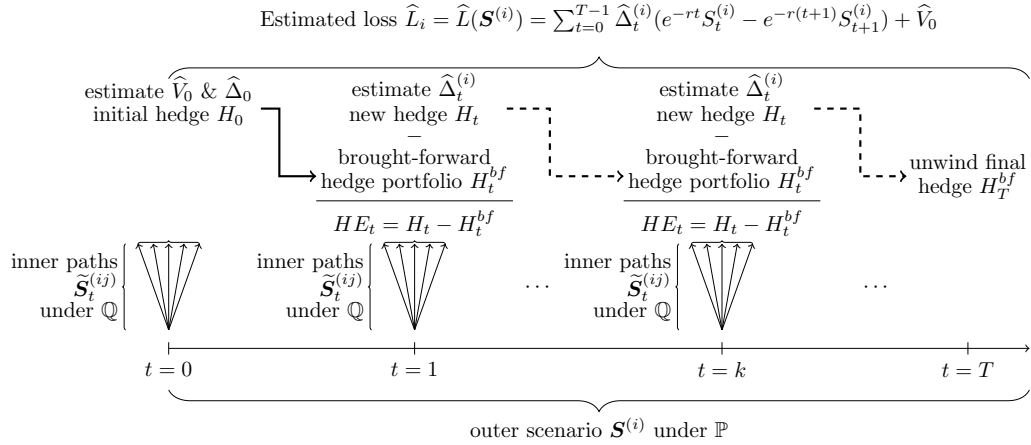 Estimated loss $\widehat{L}_i = \widehat{L}(\boldsymbol{S}^{(i)}) = \sum_{t=0}^{T-1} \widehat{\Delta}_t^{(i)} (e^{-rt} S_t^{(i)} - e^{-r(t+1)} S_{t+1}^{(i)}) + \widehat{V}_0$
estimate $\widehat{V}_0$ & $\widehat{\Delta}_0$
initial hedge $H_0$
estimate $\widehat{\Delta}_t^{(i)}$
new hedge $H_t$
−
brought-forward
hedge portfolio $H_t^{bf}$
$HE_t = H_t - H_t^{bf}$
estimate $\widehat{\Delta}_t^{(i)}$
new hedge $H_t$
−
brought-forward
hedge portfolio $H_t^{bf}$
$HE_t = H_t - H_t^{bf}$
unwind final
hedge $H_T^{bf}$
inner paths
$\widetilde{\boldsymbol{S}}_t^{(ij)}$
under $\mathbb{Q}$
inner paths
$\widetilde{\boldsymbol{S}}_t^{(ij)}$
under $\mathbb{Q}$
...
inner paths
$\widetilde{\boldsymbol{S}}_t^{(ij)}$
under $\mathbb{Q}$
...
$t = 0$
$t = 1$
$t = k$
$t = T$
outer scenario $\boldsymbol{S}^{(i)}$ under $\mathbb{P}$